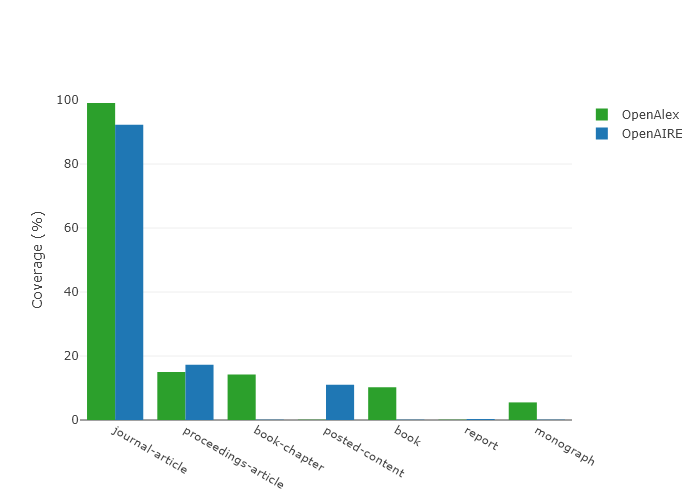 100
80
60
40
20
0
Coverage (%)
journal-article
proceedings-article
book-chapter
posted-content
book
report
monograph
OpenAlex
OpenAIRE